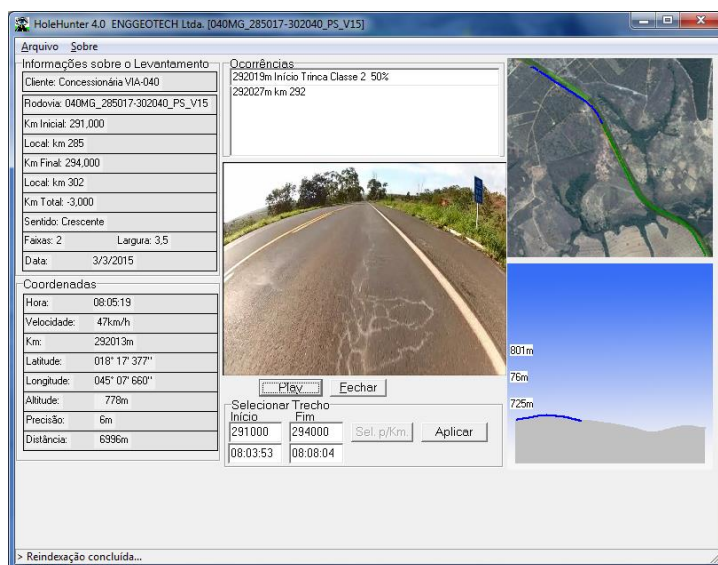 HoleHunter 4.0 ENGGEOTECH Ltda. [040MG_285017-302040_PS_V15]
Arquivo Sobre
Informações sobre o Levantamento
Cliente: Concessionária VIA-040
Rodovia: 040MG_285017-302040_PS_V15
Km Inicial: 291,000
Local: km 285
Km Final: 294,000
Local: km 302
Km Total: -3,000
Sentido: Crescente
Faixas: 2 Largura: 3,5
Data: 3/3/2015
Coordenadas
Hora: 08:05:19
Velocidade: 47km/h
Km: 292013m
Latitude: 018° 17' 377''
Longitude: 045° 07' 660''
Altitude: 778m
Precisão: 6m
Distância: 6996m
Ocorrências
292019m Início Trinca Classe 2 50%
292027m km 292
Play Fechar
Selecionar Trecho
Início Fim
291000 294000 Sel. p/Km. Aplicar
08:03:53 08:08:04
801m
76m
725m
> Reindexação concluída...